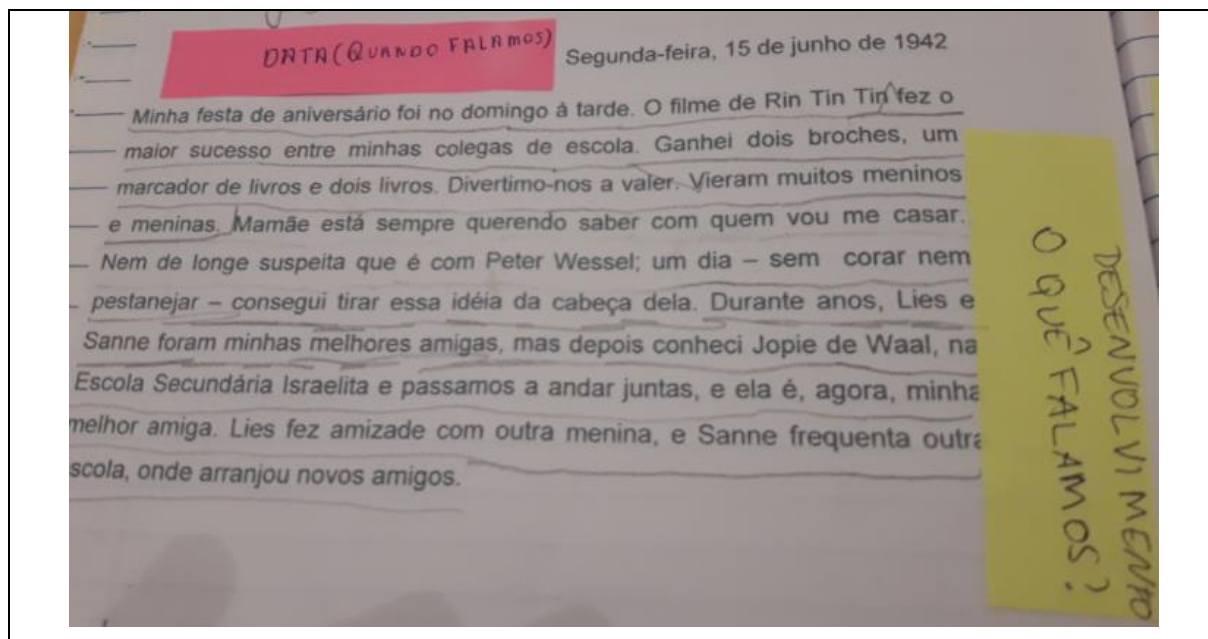 DATA (QUANDO FALAMOS)
Segunda-feira, 15 de junho de 1942
Minha festa de aniversário foi no domingo à tarde. O filme de Rin Tin Tin fez o
maior sucesso entre minhas colegas de escola. Ganhei dois broches, um
marcador de livros e dois livros. Divertimo-nos a valer. Vieram muitos meninos
e meninas. Mamãe está sempre querendo saber com quem vou me casar.
Nem de longe suspeita que é com Peter Wessel; um dia – sem corar nem
pestanejar – consegui tirar essa idéia da cabeça dela. Durante anos, Lies e
Sanne foram minhas melhores amigas, mas depois conheci Jopie de Waal, na
Escola Secundária Israelita e passamos a andar juntas, e ela é, agora, minha
melhor amiga. Lies fez amizade com outra menina, e Sanne frequenta outra
scola, onde arranjou novos amigos.
DESENVOLVIMENTO
O QUÊ FALAMOS?